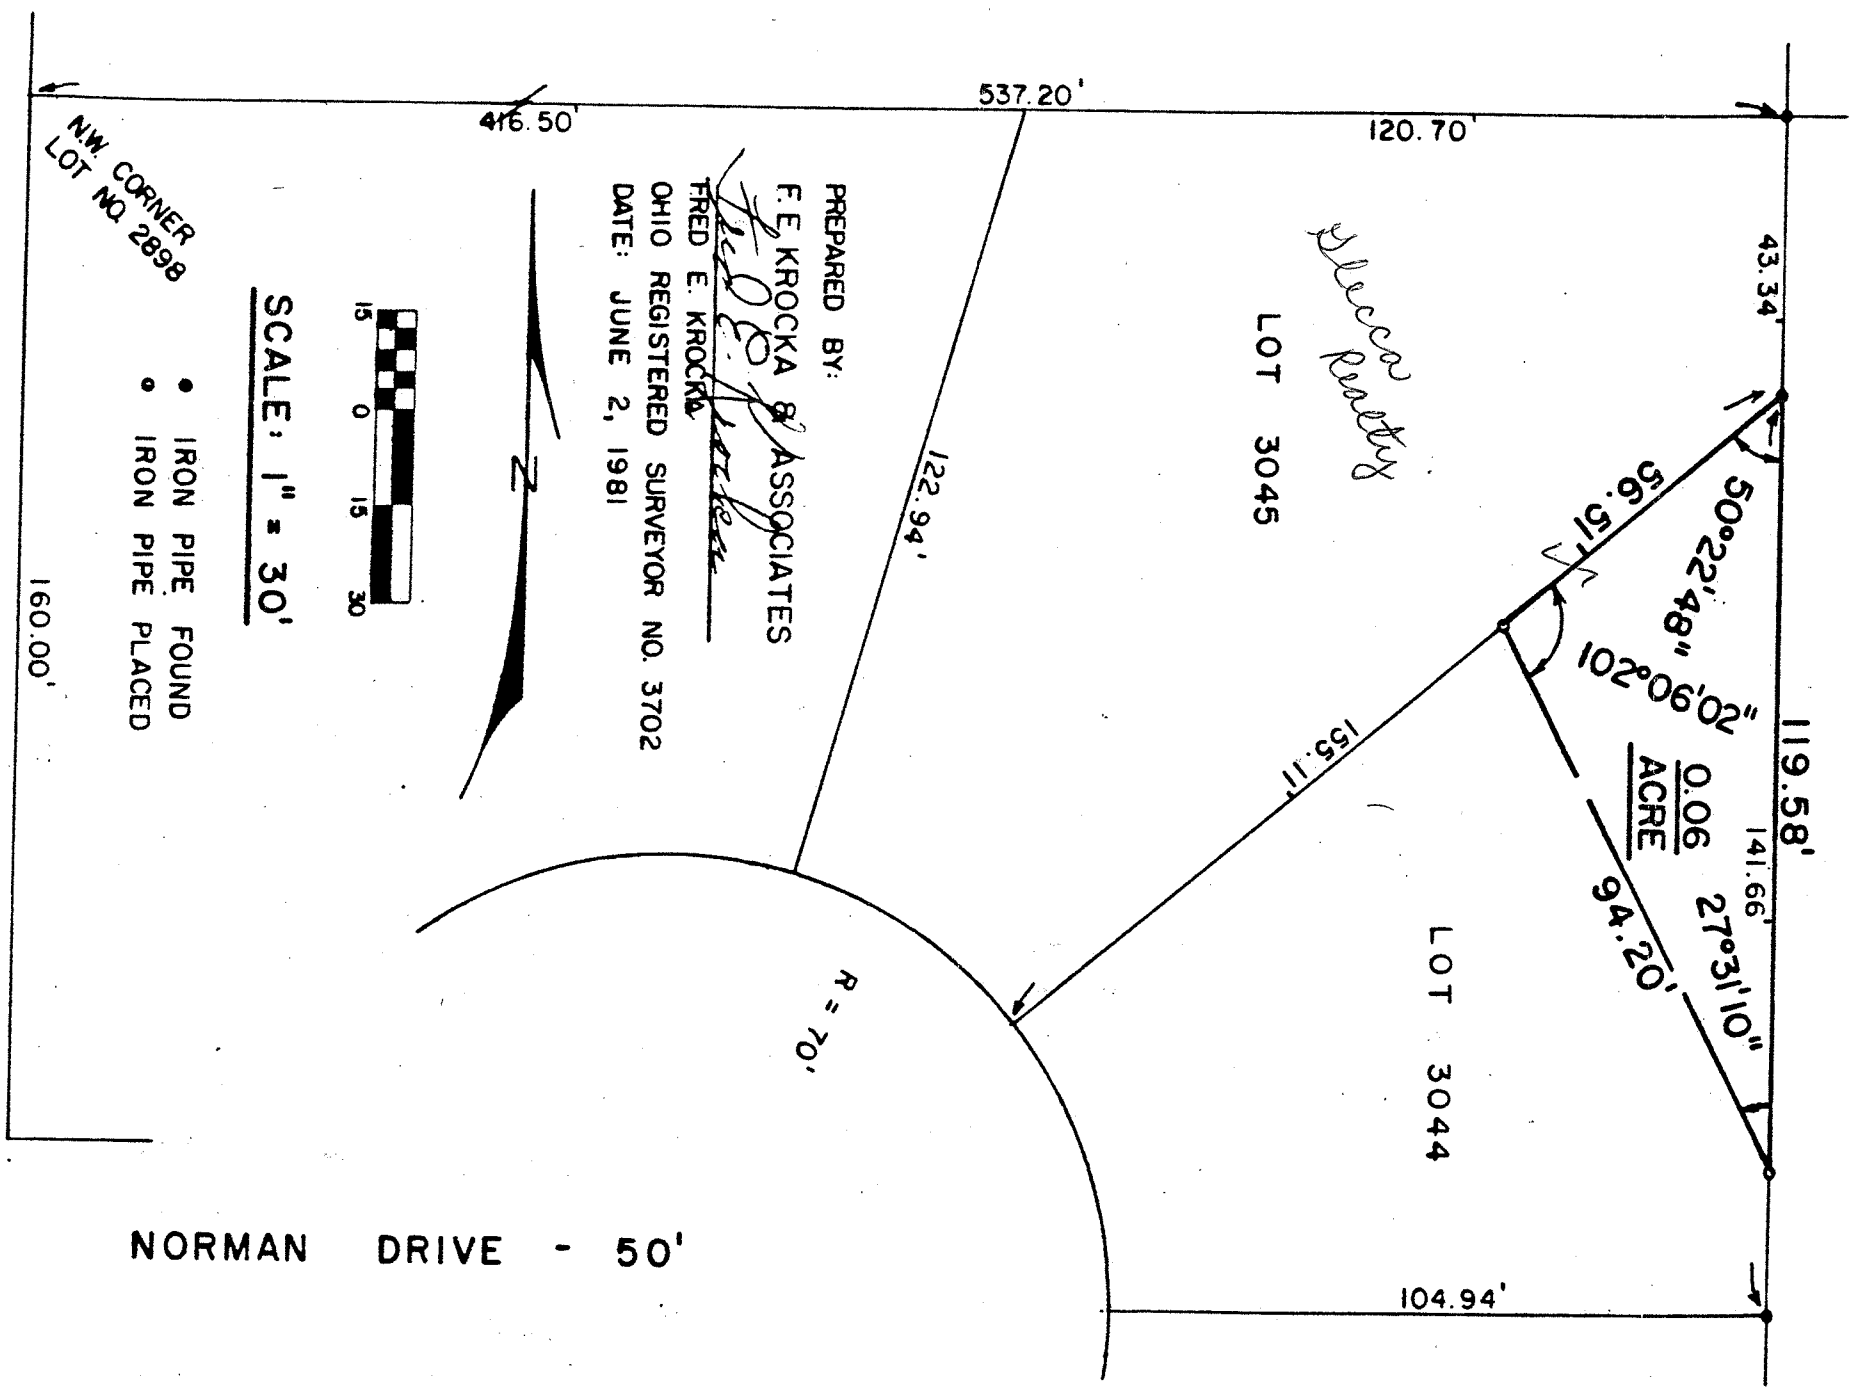 537.20'
416.50'
120.70'
N.W. CORNER
LOT NO. 2898
43.34'
PREPARED BY:
F. E. KROCKA & ASSOCIATES
Fred E. Krocka
FRED E. KROCKA
OHIO REGISTERED SURVEYOR NO. 3702
DATE: JUNE 2, 1981
Realty
LOT 3045
122.94'
56.51'
50°22'48"
102°06'02"
119.58'
0.06
ACRE
141.66'
27°31'10"
94.20'
155.11'
LOT 3044
N
15 0 15 30
SCALE: 1" = 30'
IRON PIPE FOUND
IRON PIPE PLACED
160.00'
R = 70'
NORMAN DRIVE - 50'
104.94'